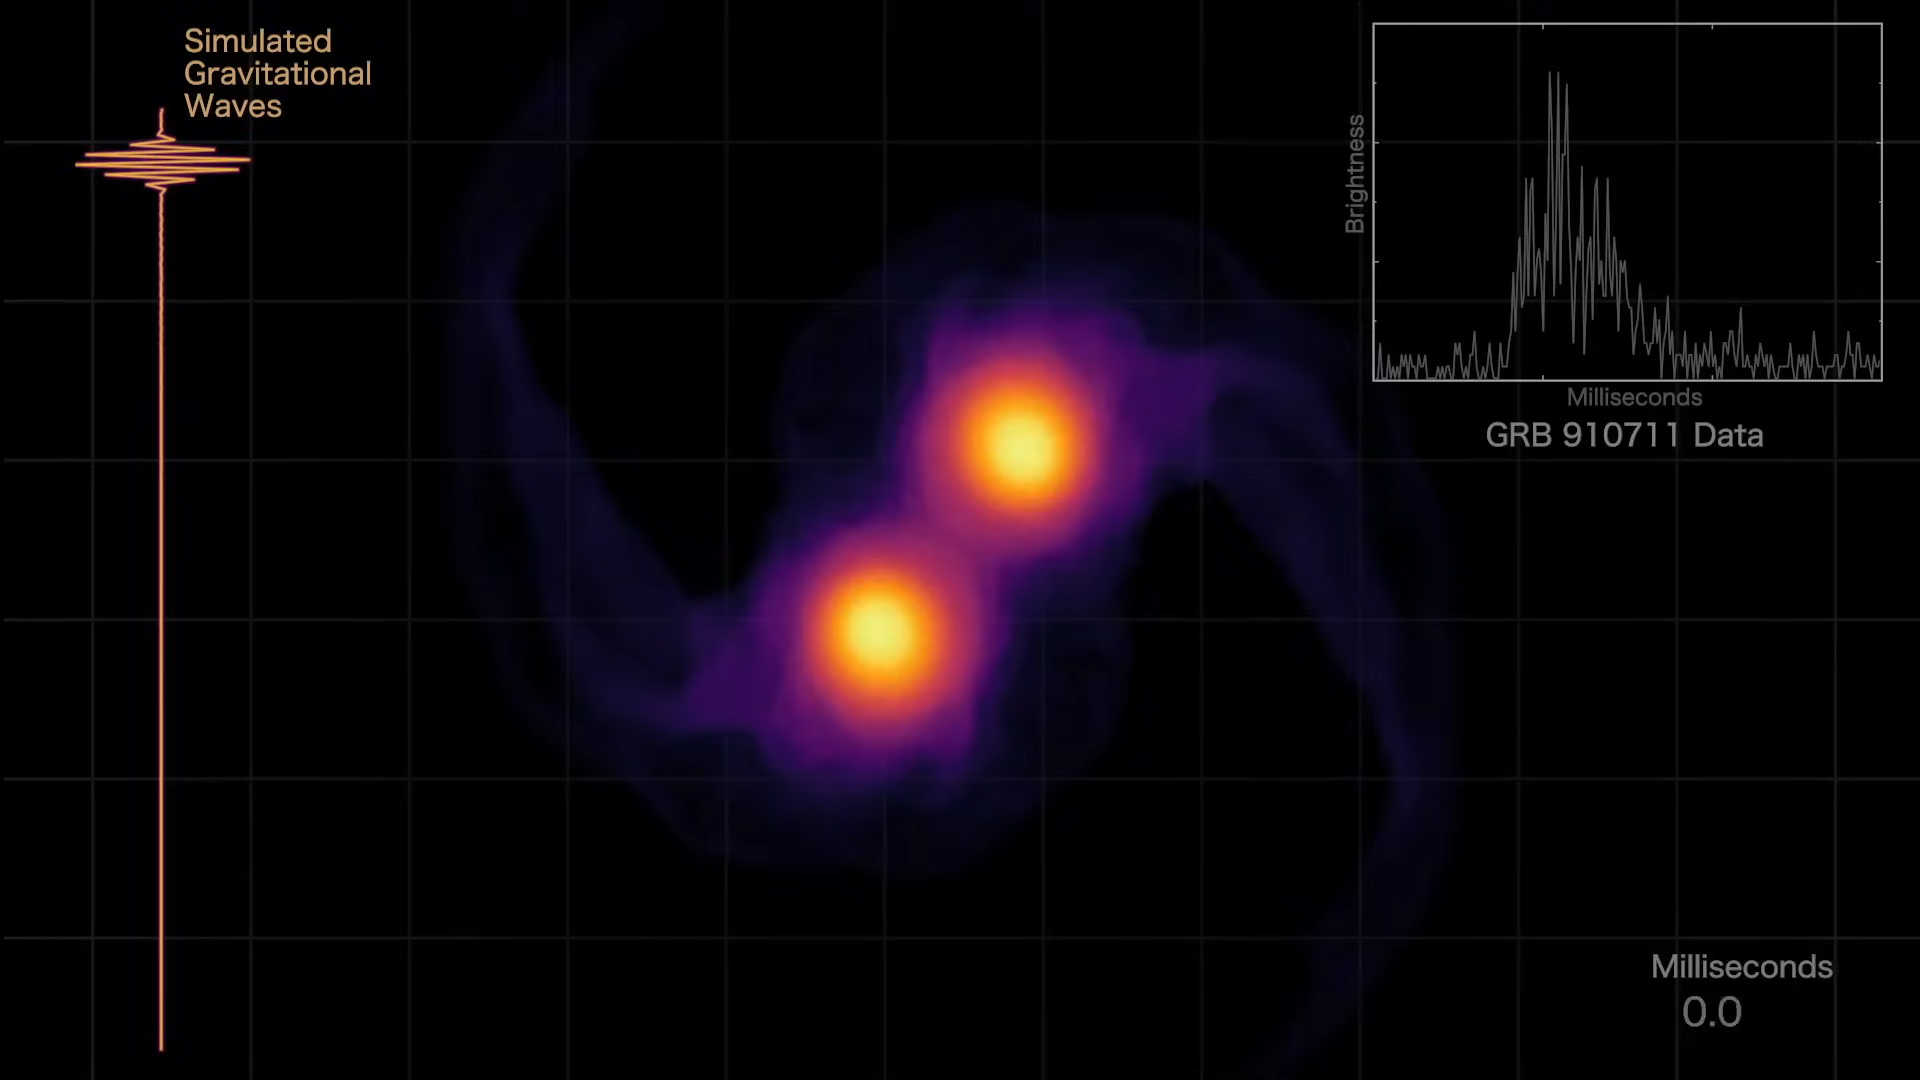 Simulated
Gravitational
Waves
Brightness
Milliseconds
GRB 910711 Data
Milliseconds
0.0